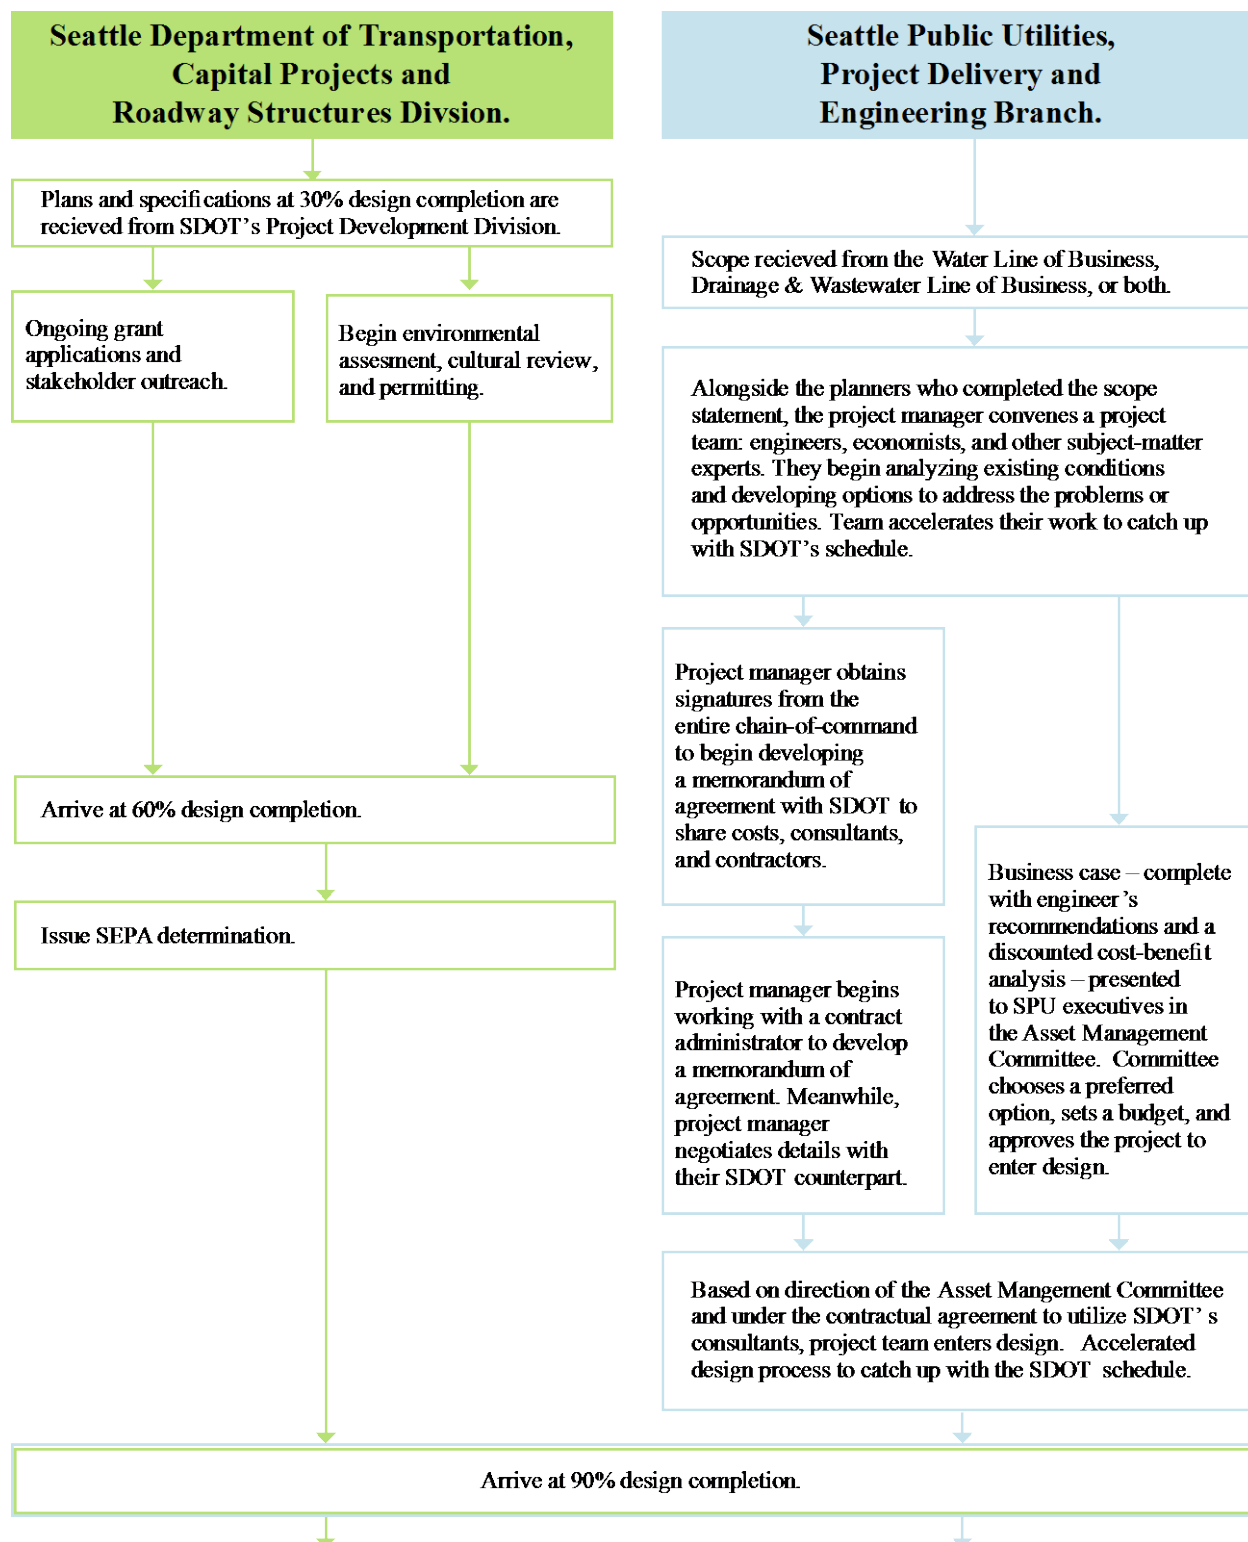 Seattle Department of Transportation,
Capital Projects and
Roadway Structures Divsion.
Plans and specifications at 30% design completion are
recieved from SDOT's Project Development Division.
Ongoing grant
applications and
stakeholder outreach.
Begin environmental
assesment, cultural review,
and permitting.
Arrive at 60% design completion.
Issue SEPA determination.
Seattle Public Utilities,
Project Delivery and
Engineering Branch.
Scope recieved from the Water Line of Business,
Drainage & Wastewater Line of Business, or both.
Alongside the planners who completed the scope
statement, the project manager convenes a project
team: engineers, economists, and other subject-matter
experts. They begin analyzing existing conditions
and developing options to address the problems or
opportunities. Team accelerates their work to catch up
with SDOT's schedule.
Project manager obtains
signatures from the
entire chain-of-command
to begin developing
a memorandum of
agreement with SDOT to
share costs, consultants,
and contractors.
Project manager begins
working with a contract
administrator to develop
a memorandum of
agreement. Meanwhile,
project manager
negotiates details with
their SDOT counterpart.
Business case – complete
with engineer's
recommendations and a
discounted cost-benefit
analysis – presented
to SPU executives in
the Asset Management
Committee. Committee
chooses a preferred
option, sets a budget, and
approves the project to
enter design.
Based on direction of the Asset Mangement Committee
and under the contractual agreement to utilize SDOT' s
consultants, project team enters design. Accelerated
design process to catch up with the SDOT schedule.
Arrive at 90% design completion.